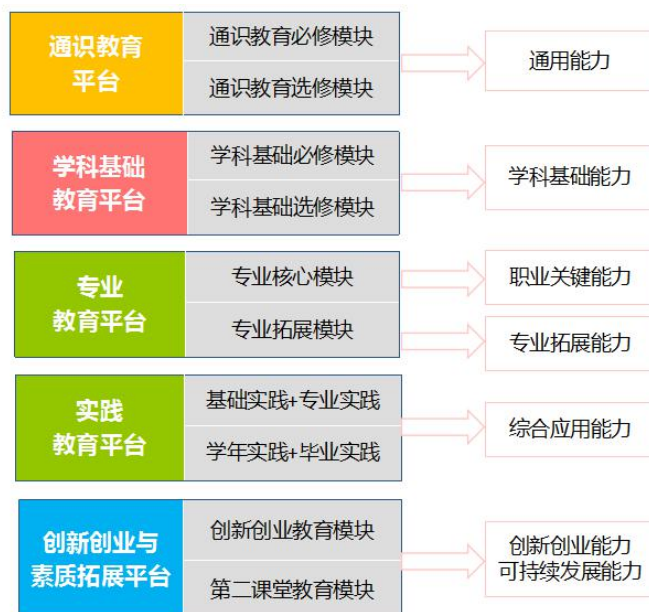 通识教育
平台
通识教育必修模块
通识教育选修模块
通用能力
学科基础
教育平台
学科基础必修模块
学科基础选修模块
学科基础能力
专业
教育平台
专业核心模块
专业拓展模块
职业关键能力
专业拓展能力
实践
教育平台
基础实践+专业实践
学年实践+毕业实践
综合应用能力
创新创业与
素质拓展平台
创新创业教育模块
第二课堂教育模块
创新创业能力
可持续发展能力